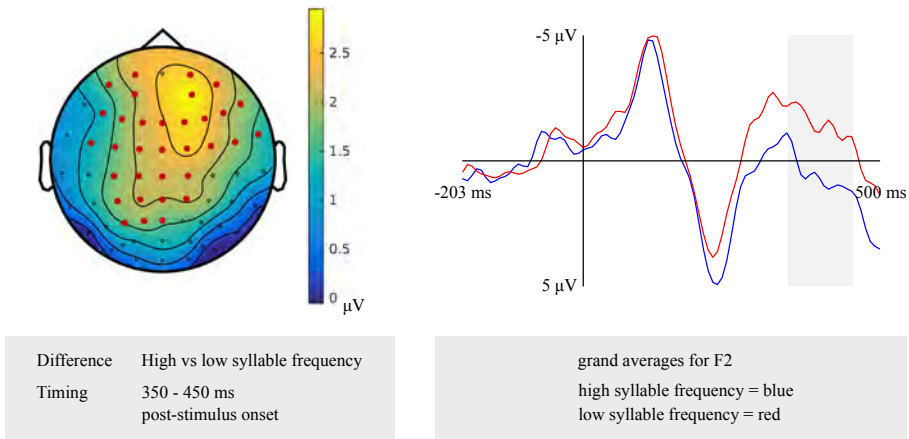 2.5
2
1.5
1
0.5
0
μV
-5 μV
-203 ms
500 ms
5 μV
Difference High vs low syllable frequency
Timing 350 - 450 ms
post-stimulus onset
grand averages for F2
high syllable frequency = blue
low syllable frequency = red